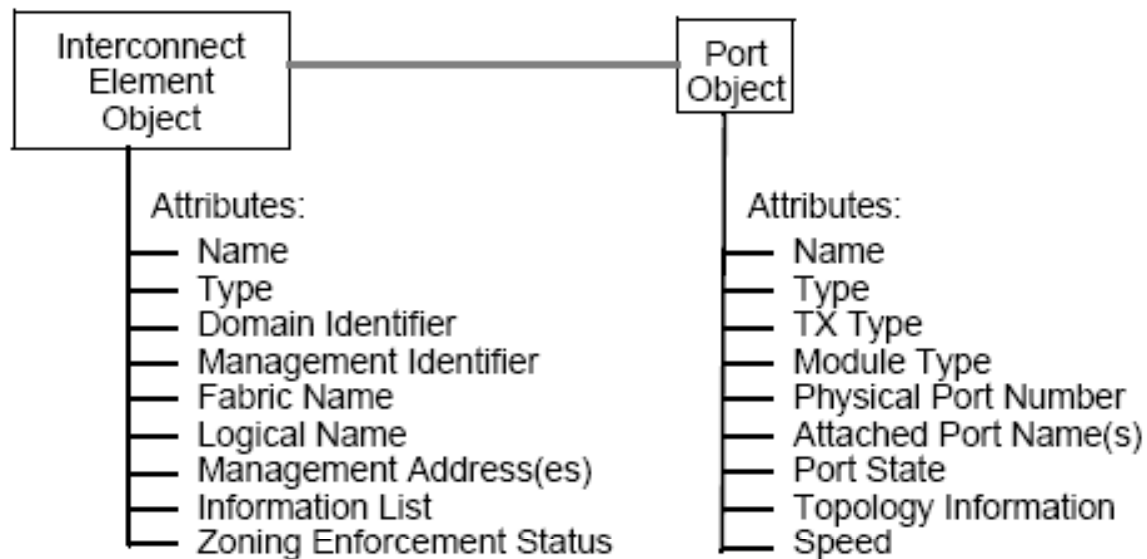 Interconnect
Element
Object
Port
Object
Attributes:
Name
Type
Domain Identifier
Management Identifier
Fabric Name
Logical Name
Management Address(es)
Information List
Zoning Enforcement Status
Attributes:
Name
Type
TX Type
Module Type
Physical Port Number
Attached Port Name(s)
Port State
Topology Information
Speed